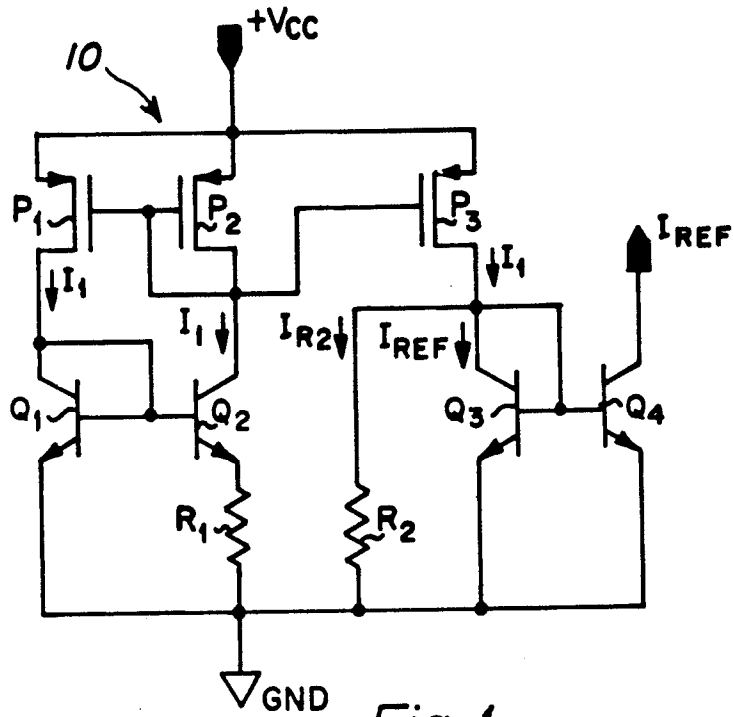 +VCC
10
P1
P2
P3
IREF
I1
I1
I1
IR2
IREF
Q1
Q2
Q3
Q4
R1
R2
GND